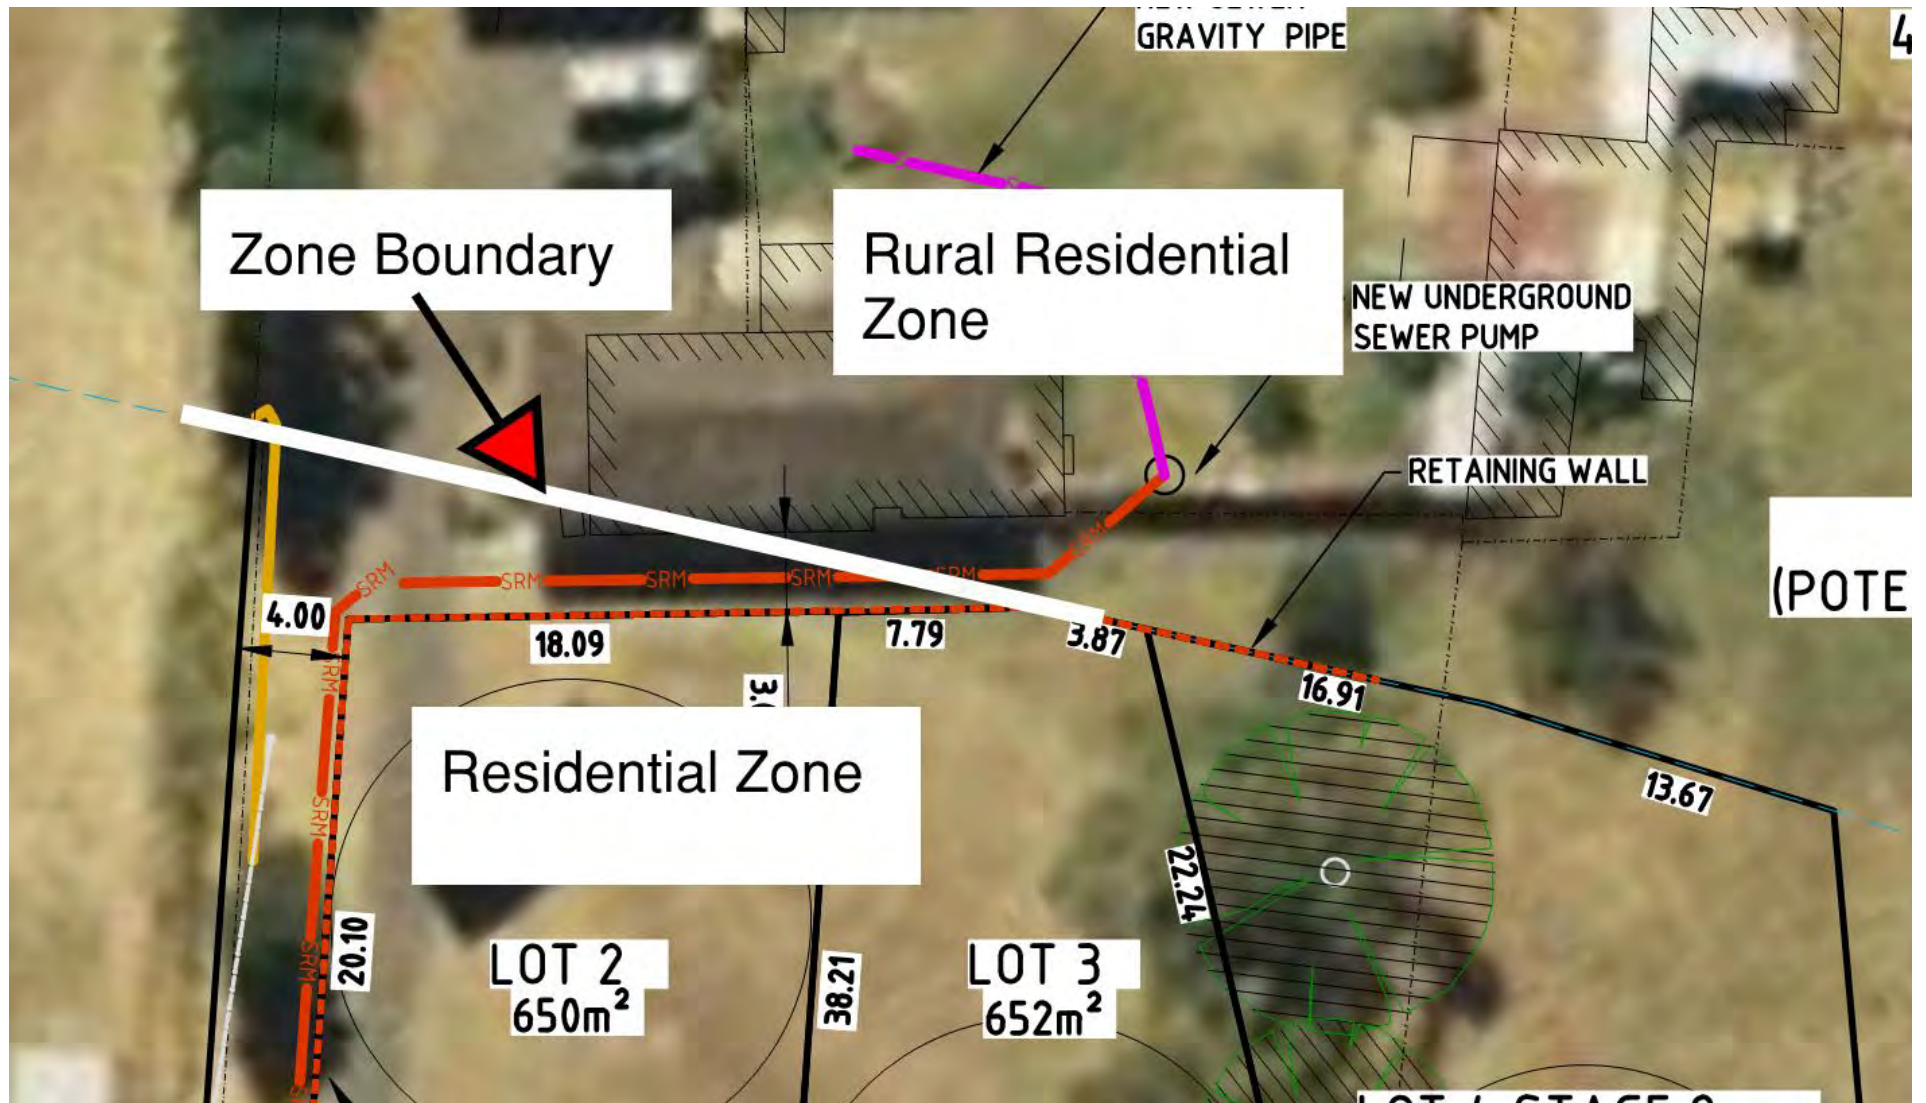 GRAVITY PIPE
4
Zone Boundary
Rural Residential
Zone
NEW UNDERGROUND
SEWER PUMP
RETAINING WALL
(POTE
SRM
SRM
SRM
SRM
SRM
SRM
4.00
18.09
7.79
3.87
16.91
13.67
SRM
SRM
SRM
Residential Zone
22.24
20.10
38.21
LOT 2
650m²
LOT 3
652m²